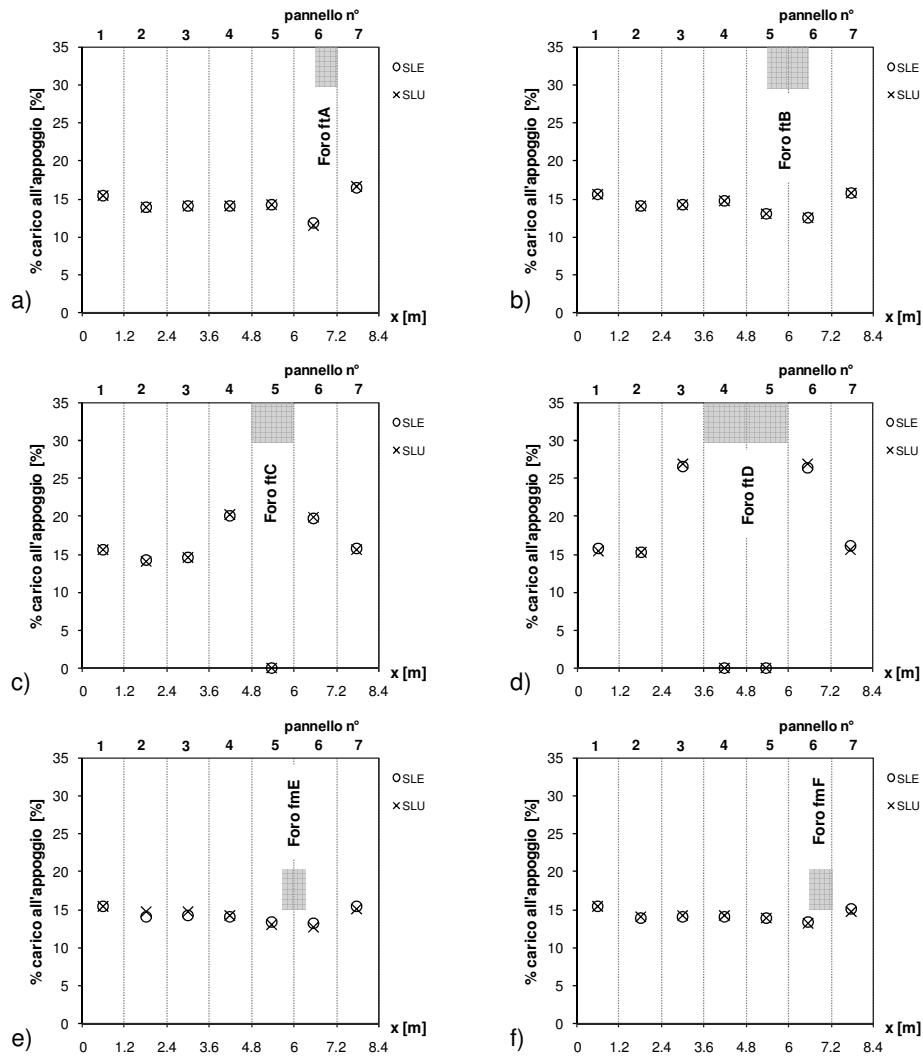 pannello n°
1 2 3 4 5 6 7
% carico all'appoggio [%]
35
30
25
20
15
10
5
0
SLE
SLU
Foro ftA
a)
x [m]
0 1.2 2.4 3.6 4.8 6 7.2 8.4
pannello n°
1 2 3 4 5 6 7
% carico all'appoggio [%]
35
30
25
20
15
10
5
0
SLE
SLU
Foro ftB
b)
x [m]
0 1.2 2.4 3.6 4.8 6 7.2 8.4
pannello n°
1 2 3 4 5 6 7
% carico all'appoggio [%]
35
30
25
20
15
10
5
0
SLE
SLU
Foro ftC
c)
x [m]
0 1.2 2.4 3.6 4.8 6 7.2 8.4
pannello n°
1 2 3 4 5 6 7
% carico all'appoggio [%]
35
30
25
20
15
10
5
0
SLE
SLU
Foro ftD
d)
x [m]
0 1.2 2.4 3.6 4.8 6 7.2 8.4
pannello n°
1 2 3 4 5 6 7
% carico all'appoggio [%]
35
30
25
20
15
10
5
0
SLE
SLU
Foro fmE
e)
x [m]
0 1.2 2.4 3.6 4.8 6 7.2 8.4
pannello n°
1 2 3 4 5 6 7
% carico all'appoggio [%]
35
30
25
20
15
10
5
0
SLE
SLU
Foro fmF
f)
x [m]
0 1.2 2.4 3.6 4.8 6 7.2 8.4